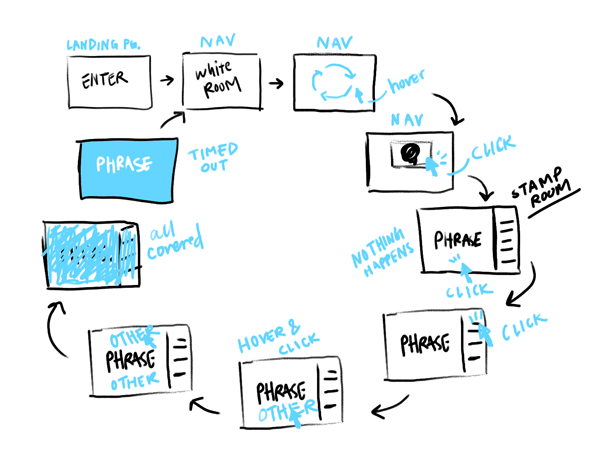 LANDING PG.
ENTER
NAV
White
ROOM
NAV
hover
NAV
CLICK
STAMP
ROOM
PHRASE
NOTHING
HAPPENS
CLICK
PHRASE
CLICK
HOVER &
CLICK
PHRASE
OTHER
OTHER
PHRASE
OTHER
all
covered
PHRASE
TIMED
OUT